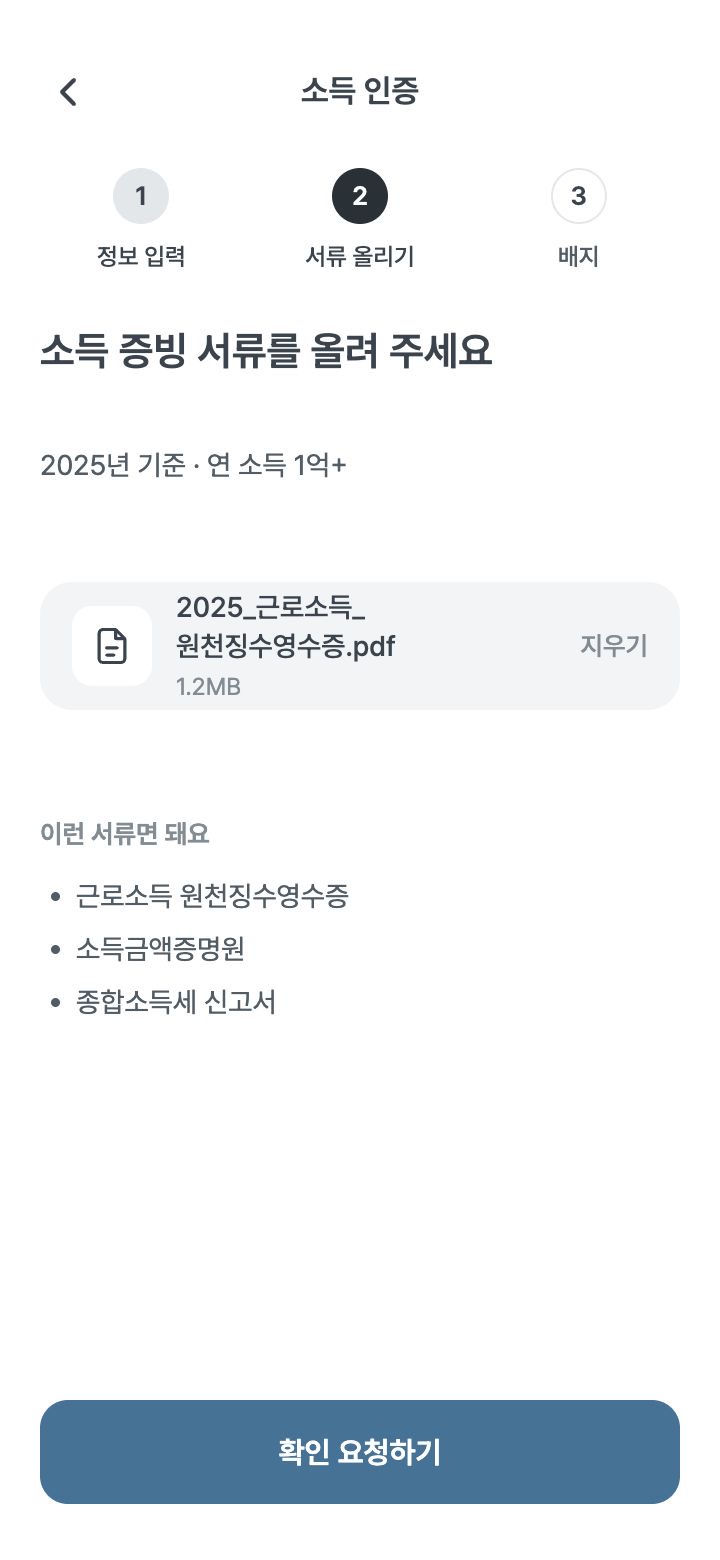 소득 인증
1
2
3
정보 입력
서류 올리기
배지
소득 증빙 서류를 올려 주세요
2025년 기준 · 연 소득 1억+
2025_근로소득_
원천징수영수증.pdf
1.2MB
지우기
이런 서류면 돼요
• 근로소득 원천징수영수증
• 소득금액증명원
• 종합소득세 신고서
확인 요청하기